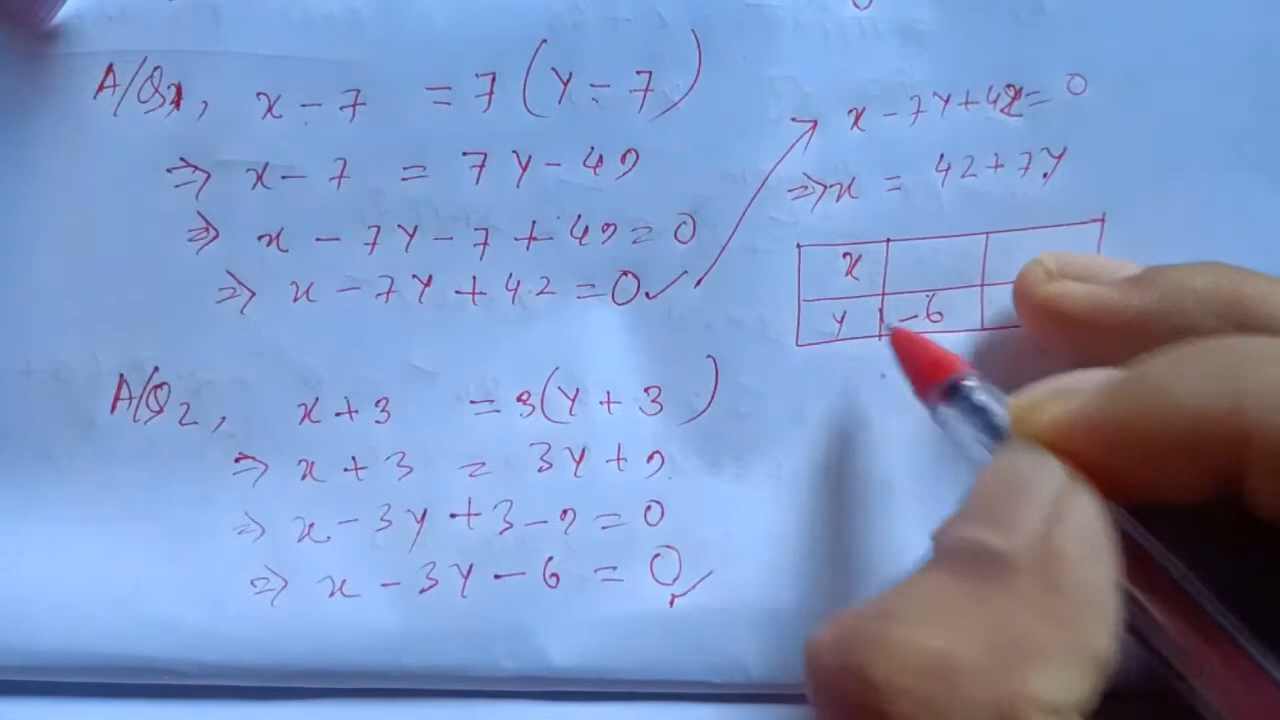 A/Q1, x - 7 = 7(Y - 7)
⇒ x - 7 = 7Y - 49
⇒ x - 7Y - 7 + 49 = 0
⇒ x - 7Y + 42 = 0 ✓
A/Q2, x + 3 = 3(Y + 3)
⇒ x + 3 = 3Y + 9
⇒ x - 3Y + 3 - 9 = 0
⇒ x - 3Y - 6 = 0 ✓
x - 7Y + 42 = 0
⇒ x = 42 + 7Y
x
Y -6